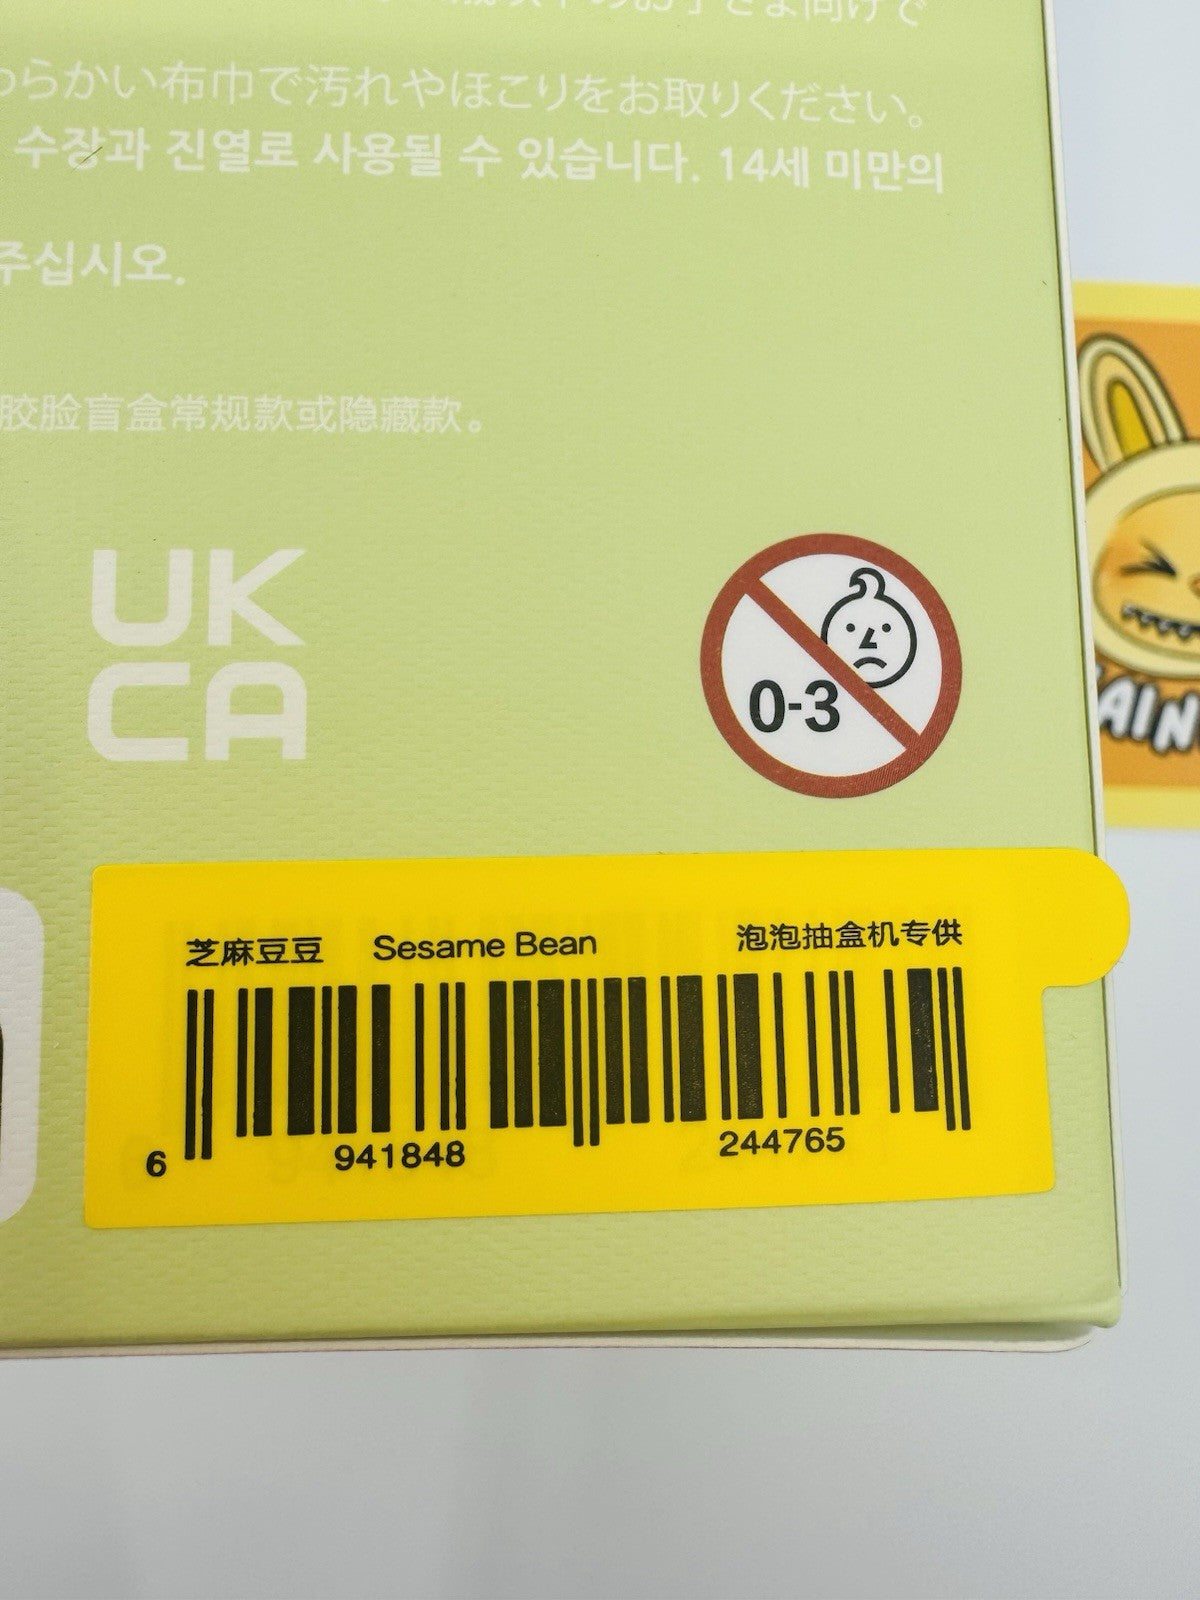 わらかい布巾で汚れやほこりをお取りください。
수장과 진열로 사용될 수 있습니다. 14세 미만의
주십시오.
胶脸盲盒常规款或隐藏款。
UK
CA
0-3
芝麻豆豆 Sesame Bean 泡泡抽盒机专供
6 941848 244765